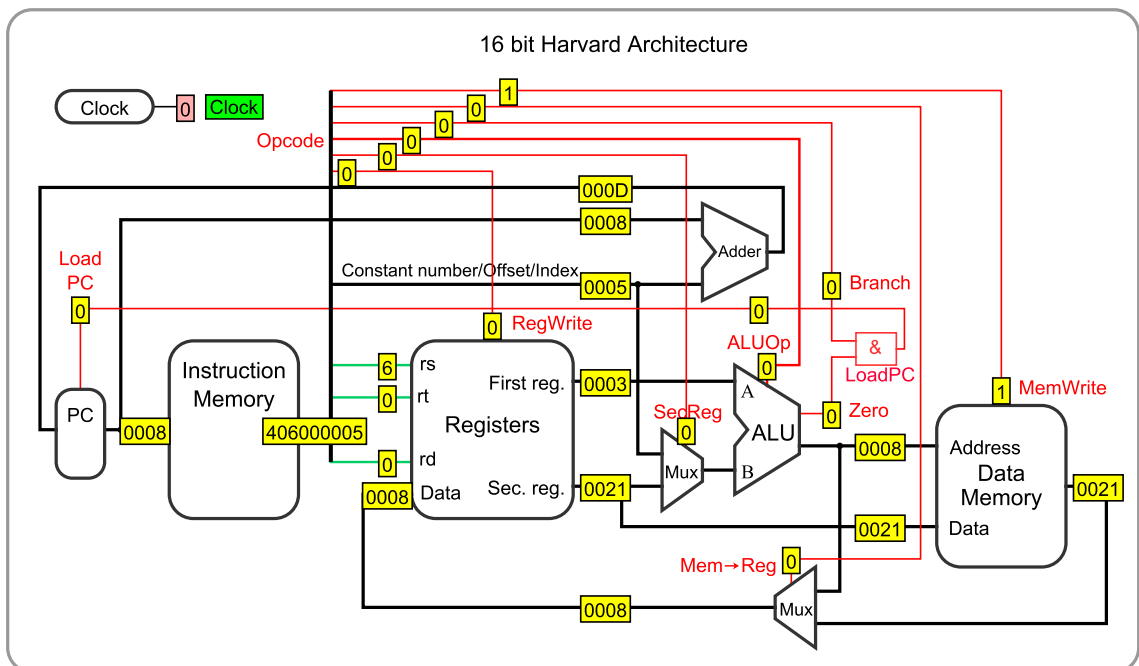 16 bit Harvard Architecture
1
Clock
0
Clock
0
0
Opcode
0
0
0
000D
0008
Adder
Load
PC
Constant number/Offset/Index
0005
0
Branch
0
0
0
RegWrite
&
LoadPC
ALUOp
0
Instruction
Memory
6
rs
First reg.
0003
A
1
MemWrite
PC
0
rt
Registers
SecReg
0
0
Zero
0008
406000005
ALU
0008
Address
0
rd
Mux
B
Data
Memory
0008
Data
Sec. reg.
0021
0021
0021
Data
Mem→Reg
0
0008
Mux